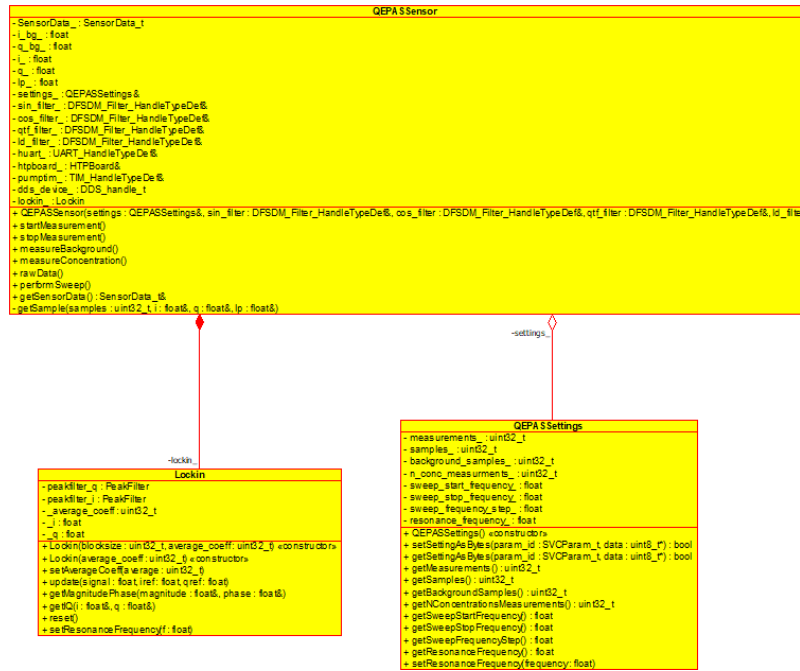 QEPASSensor
- SensorData_ : SensorData_t
- i_bg_ : float
- q_bg_ : float
- i_ : float
- q_ : float
- lp_ : float
- settings_ : QEPASSettings&
- sin_filter_ : DFSDM_Filter_HandleTypeDef&
- cos_filter_ : DFSDM_Filter_HandleTypeDef&
- qtf_filter_ : DFSDM_Filter_HandleTypeDef&
- ld_filter_ : DFSDM_Filter_HandleTypeDef&
- huart_ : UART_HandleTypeDef&
- htpboard_ : HTPBoard&
- pumptim_ : TIM_HandleTypeDef&
- dds_device_ : DDS_handle_t
- lockin_ : Lockin
+ QEPASSensor(settings : QEPASSettings&, sin_filter : DFSDM_Filter_HandleTypeDef&, cos_filter : DFSDM_Filter_HandleTypeDef&, qtf_filter : DFSDM_Filter_HandleTypeDef&, ld_filte
+ startMeasurement()
+ stopMeasurement()
+ measureBackground()
+ measureConcentration()
+ rawData()
+ performSweep()
+ getSensorData() : SensorData_t&
- getSample(samples : uint32_t, i : float&, q : float&, lp : float&)
-settings_
-lockin_
Lockin
- peakfilter_q : PeakFilter
- peakfilter_i : PeakFilter
- _average_coeff : uint32_t
- _i : float
- _q : float
+ Lockin(blocksize : uint32_t, average_coeff : uint32_t) «constructor»
+ Lockin(average_coeff : uint32_t) «constructor»
+ setAverageCoeff(average : uint32_t)
+ update(signal : float, iref : float, qref : float)
+ getMagnitudePhase(magnitude : float&, phase : float&)
+ getIQ(i : float&, q : float&)
+ reset()
+ setResonanceFrequency(f : float)
QEPASSettings
- measurements_ : uint32_t
- samples_ : uint32_t
- background_samples_ : uint32_t
- n_conc_measurments_ : uint32_t
- sweep_start_frequency_ : float
- sweep_stop_frequency_ : float
- sweep_frequency_step_ : float
- resonance_frequency_ : float
+ QEPASSettings() «constructor»
+ setSettingAsBytes(param_id : SVCParam_t, data : uint8_t*) : bool
+ getSettingAsBytes(param_id : SVCParam_t, data : uint8_t*) : bool
+ getMeasurements() : uint32_t
+ getSamples() : uint32_t
+ getBackgroundSamples() : uint32_t
+ getNConcentrationsMeasurements() : uint32_t
+ getSweepStartFrequency() : float
+ getSweepStopFrequency() : float
+ getSweepFrequencyStep() : float
+ getResonanceFrequency() : float
+ setResonanceFrequency(frequency : float)